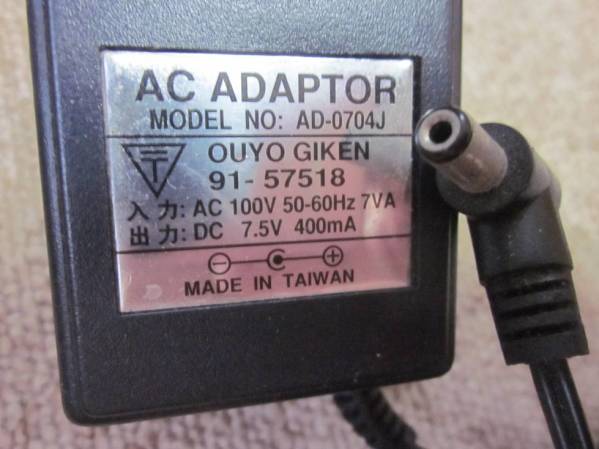 AC ADAPTOR
MODEL NO: AD-0704J
OUYO GIKEN
91-57518
入力: AC 100V 50-60Hz 7VA
出力: DC 7.5V 400mA
MADE IN TAIWAN